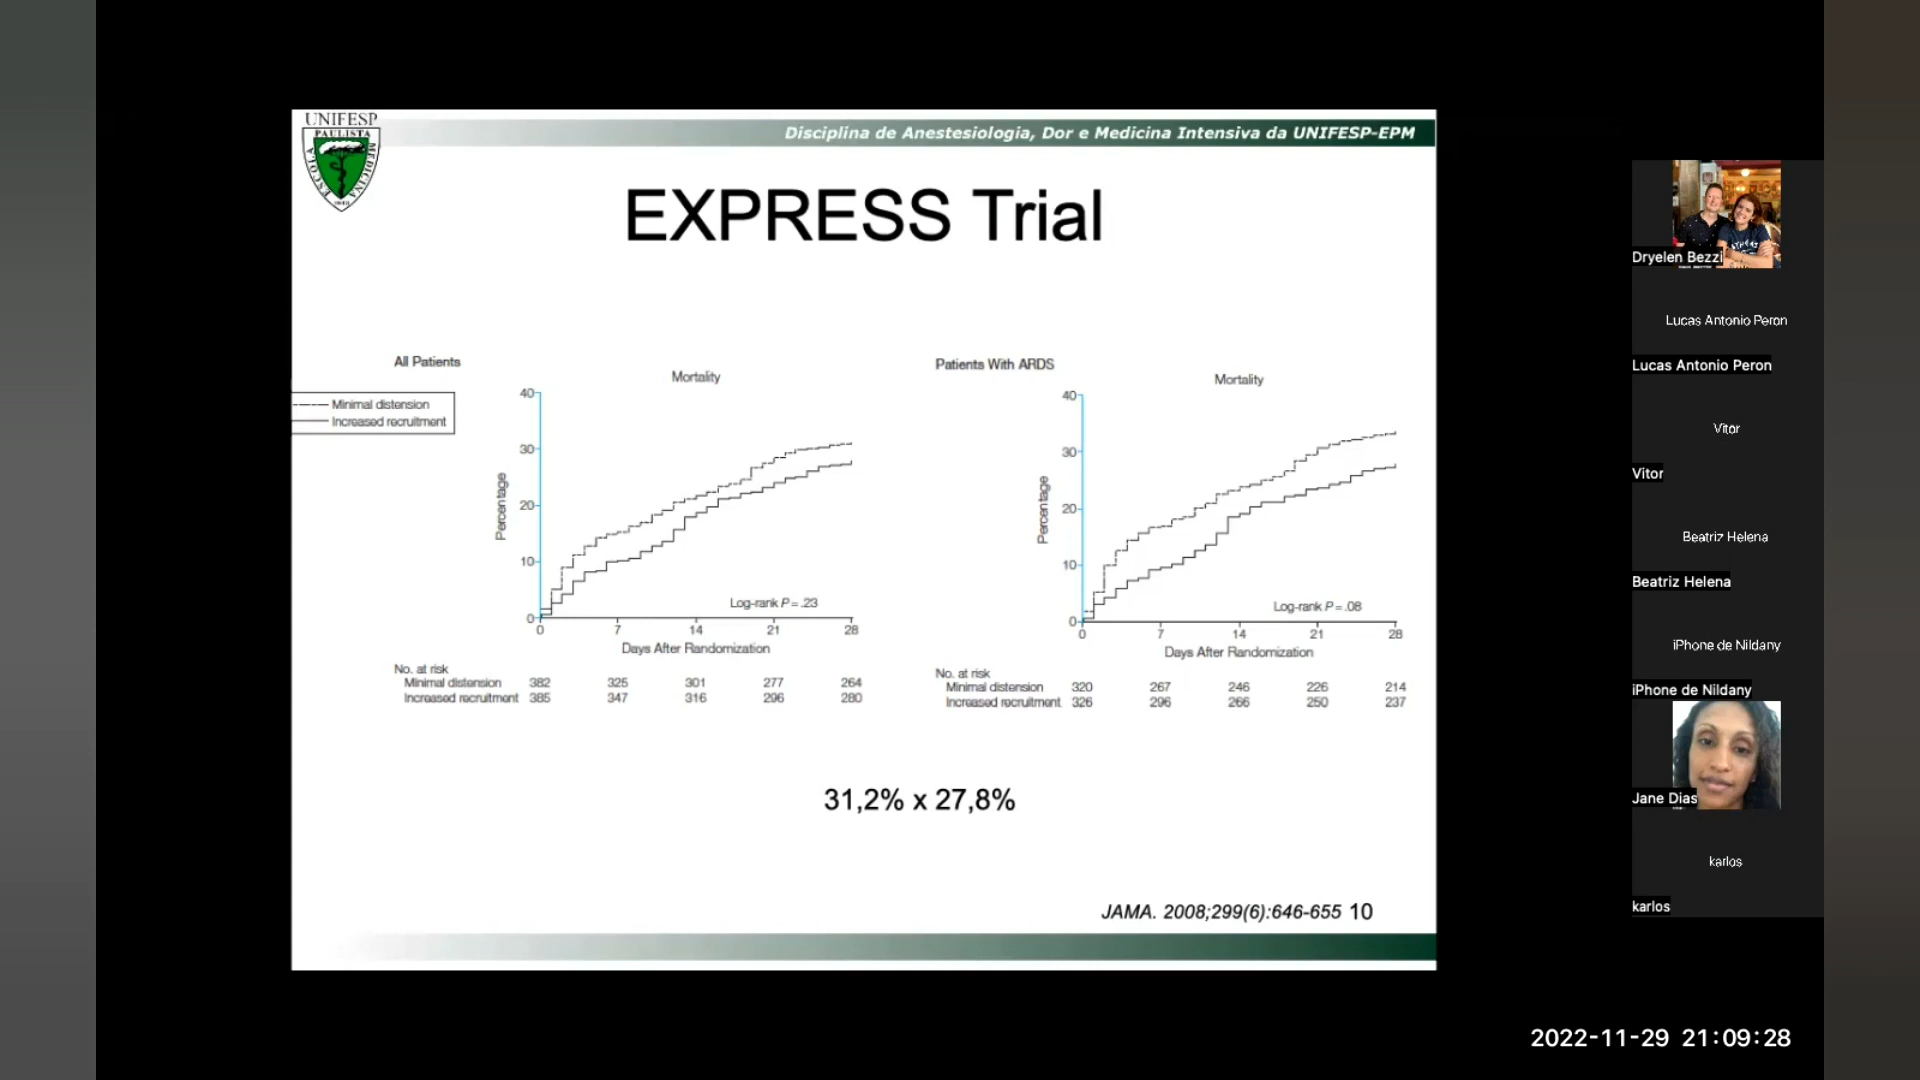 UNIFESP
PAULISTA
ESCOLA
MEDICINA
Disciplina de Anestesiologia, Dor e Medicina Intensiva da UNIFESP-EPM
EXPRESS Trial
All Patients
Minimal distension
Increased recruitment
Mortality
Percentage
40
30
20
10
0
Log-rank P = .23
0 7 14 21 28
Days After Randomization
No. at risk
Minimal distension 382 325 301 277 264
Increased recruitment 385 347 316 296 280
Patients With ARDS
Mortality
Percentage
40
30
20
10
0
Log-rank P = .08
0 7 14 21 28
Days After Randomization
No. at risk
Minimal distension 320 267 246 226 214
Increased recruitment 326 296 266 250 237
31,2% x 27,8%
JAMA. 2008;299(6):646-655 10
Dryelen Bezzi
Lucas Antonio Peron
Lucas Antonio Peron
Vitor
Vitor
Beatriz Helena
Beatriz Helena
iPhone de Nildany
iPhone de Nildany
Jane Dias
karlos
karlos
2022-11-29 21:09:28